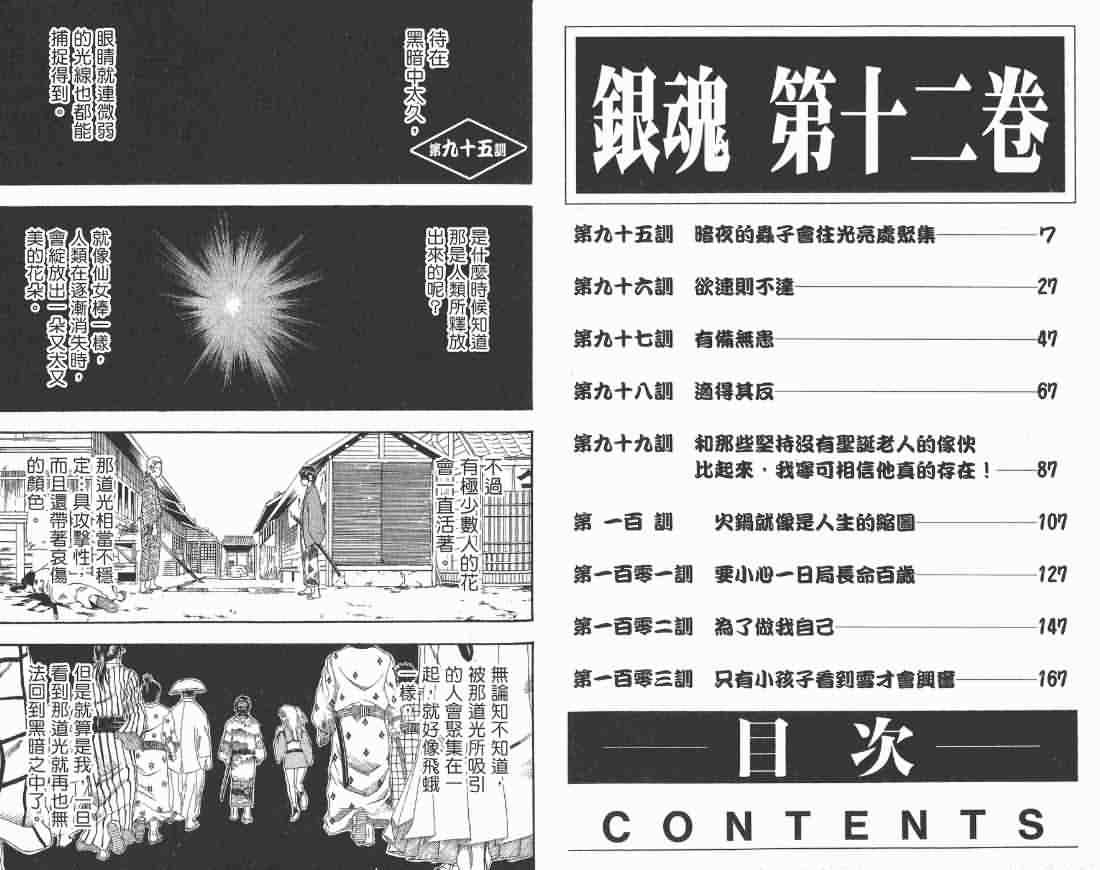 銀魂 第十二卷
第九十五訓 暗夜的蟲子會往光亮處聚集 7
第九十六訓 欲速則不達 27
第九十七訓 有備無患 47
第九十八訓 適得其反 67
第九十九訓 和那些堅持沒有聖誕老人的傢伙
比起來，我寧可相信他真的存在！ 87
第 一百 訓 火鍋就像是人生的縮圖 107
第一百零一訓 要小心一日局長命百歲 127
第一百零二訓 為了做我自己 147
第一百零三訓 只有小孩子看到雪才會興奮 167
目次
CONTENTS
第九十五訓
待在
黑暗中太久，
眼睛就連微弱
的光線也都能
捕捉得到。
是什麼時候知道
那是人類所釋放
出來的呢？
就像仙女棒一樣，
人類在逐漸消失時，
會綻放出一朵又大又
美的花朵。
不過
有極少數人的花
會一直活著。
那道光相當不穩
定…具攻擊性，
而且還帶著哀傷
的顏色。
無論知不知道，
被那道光所吸引
的人會聚集在一
起，就好像飛蛾
一樣…
但是就算是我，一旦
看到那道光就再也無
法回到黑暗之中了。